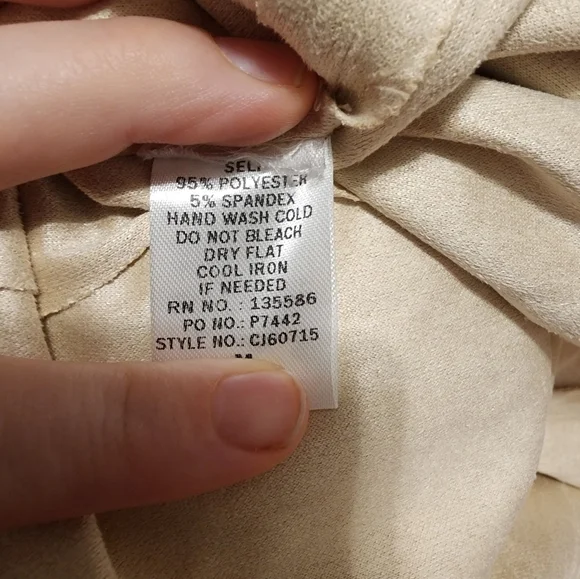 SELF
95% POLYESTER
5% SPANDEX
HAND WASH COLD
DO NOT BLEACH
DRY FLAT
COOL IRON
IF NEEDED
RN NO. : 135586
PO NO.: P7442
STYLE NO.: CJ60715
M